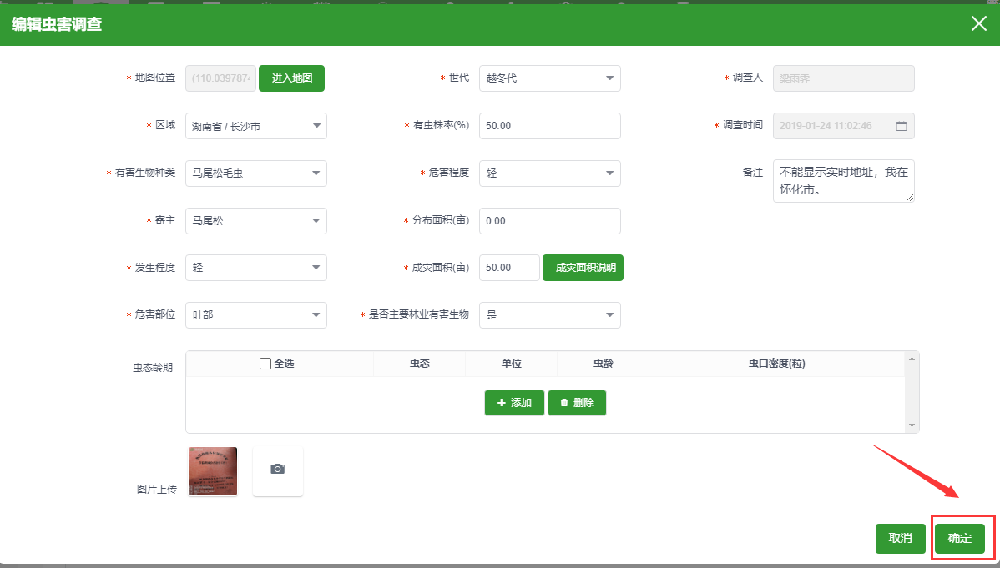 编辑虫害调查
* 地图位置 (110.039787 进入地图 * 世代 越冬代 * 调查人 梁雨霁
* 区域 湖南省 / 长沙市 * 有虫株率(%) 50.00 * 调查时间 2019-01-24 11:02:46
* 有害生物种类 马尾松毛虫 * 危害程度 轻 备注 不能显示实时地址，我在
怀化市。
* 寄主 马尾松 * 分布面积(亩) 0.00
* 发生程度 轻 * 成灾面积(亩) 50.00 成灾面积说明
* 危害部位 叶部 * 是否主要林业有害生物 是
虫态龄期 全选 虫态 单位 虫龄 虫口密度(粒)
添加 删除
图片上传
取消 确定